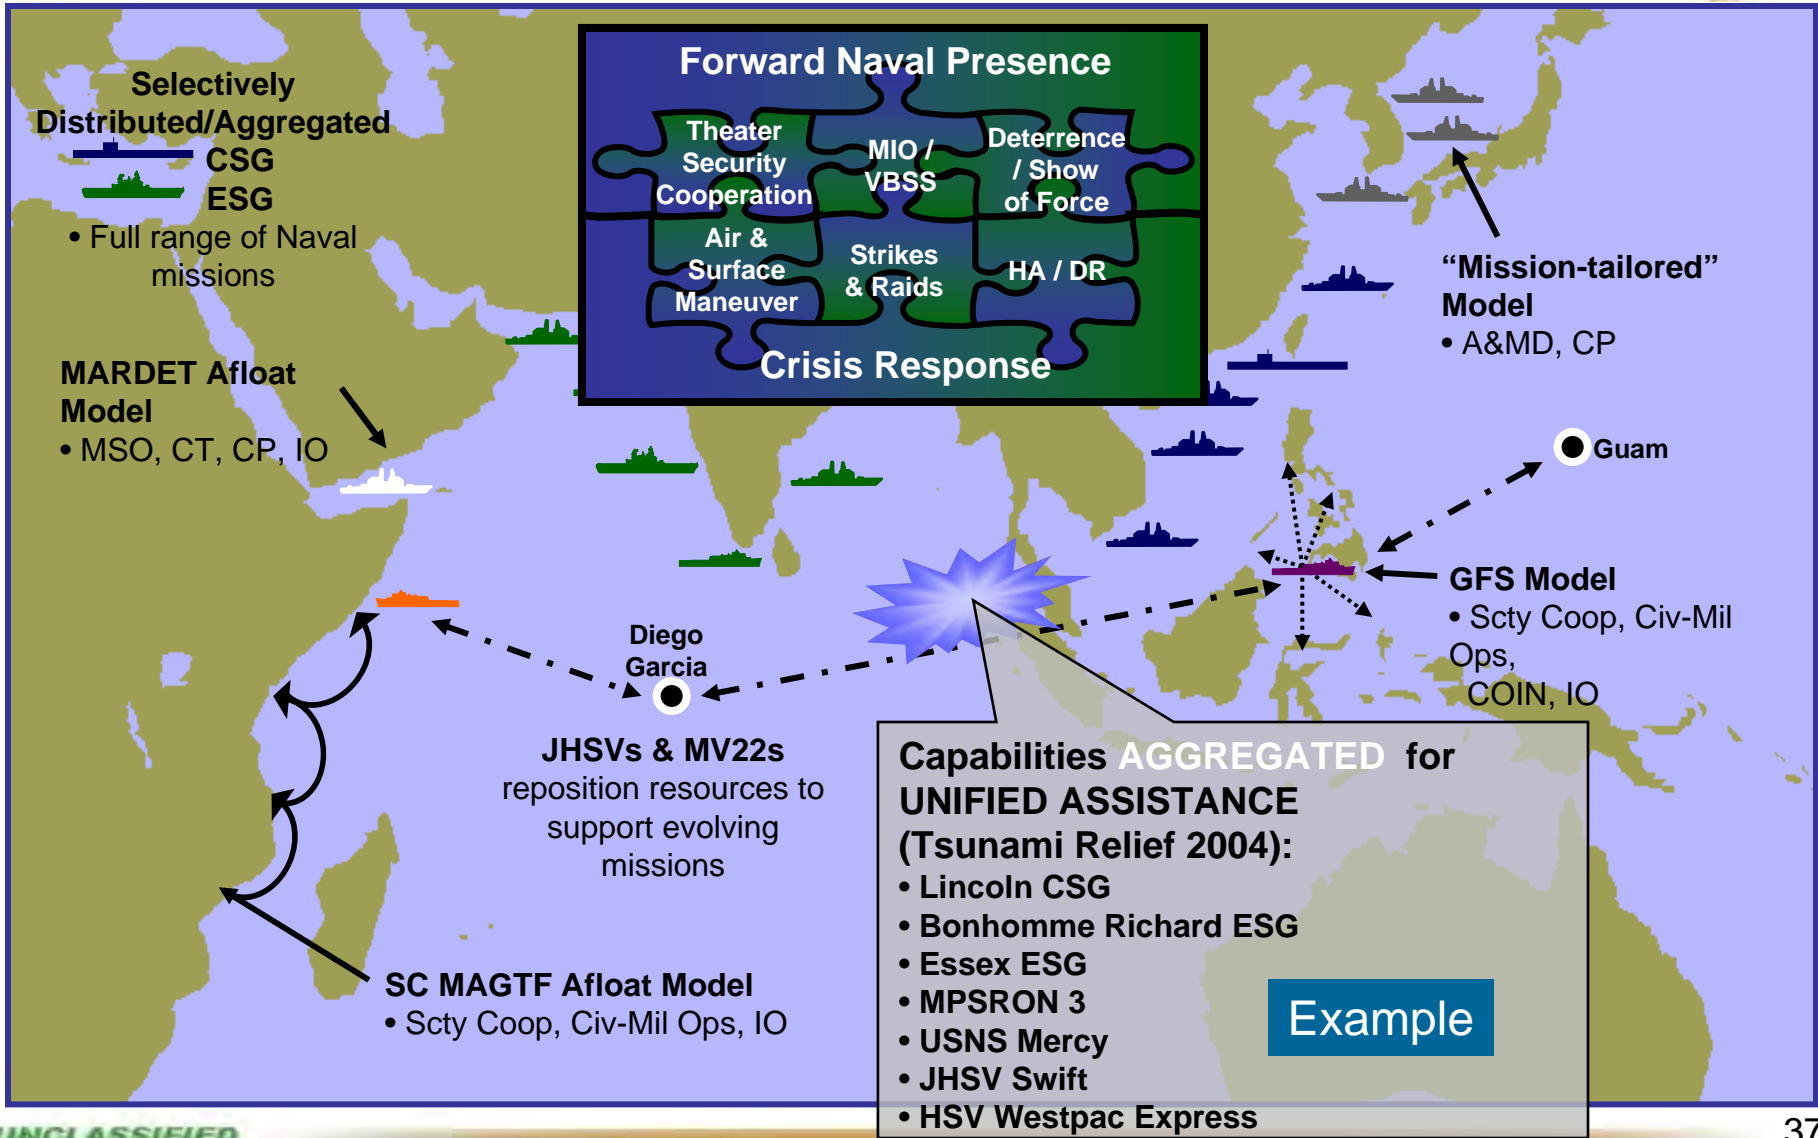 Forward Naval Presence
Theater
Security
Cooperation
MIO /
VBSS
Deterrence
/ Show
of Force
Air &
Surface
Maneuver
Strikes
& Raids
HA / DR
Crisis Response
Selectively
Distributed/Aggregated
CSG
ESG
• Full range of Naval
missions
MARDET Afloat
Model
• MSO, CT, CP, IO
“Mission-tailored”
Model
• A&MD, CP
Guam
GFS Model
• Scty Coop, Civ-Mil
Ops,
COIN, IO
Diego
Garcia
JHSVs & MV22s
reposition resources to
support evolving
missions
SC MAGTF Afloat Model
• Scty Coop, Civ-Mil Ops, IO
Capabilities AGGREGATED for
UNIFIED ASSISTANCE
(Tsunami Relief 2004):
• Lincoln CSG
• Bonhomme Richard ESG
• Essex ESG
• MPSRON 3
• USNS Mercy
• JHSV Swift
• HSV Westpac Express
Example
UNCLASSIFIED
37